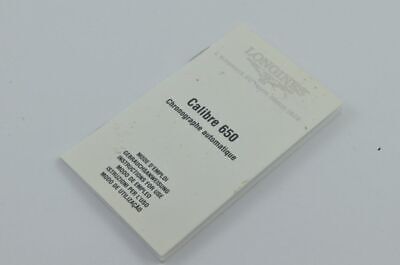 LONGINES
Calibre 650
Chronographe automatique
MODE D'EMPLOI
GEBRAUCHSANWEISUNG
INSTRUCTIONS FOR USE
MODO DE EMPLEO
ISTRUZIONI PER L'USO
MODO DE UTILIZAÇÃO